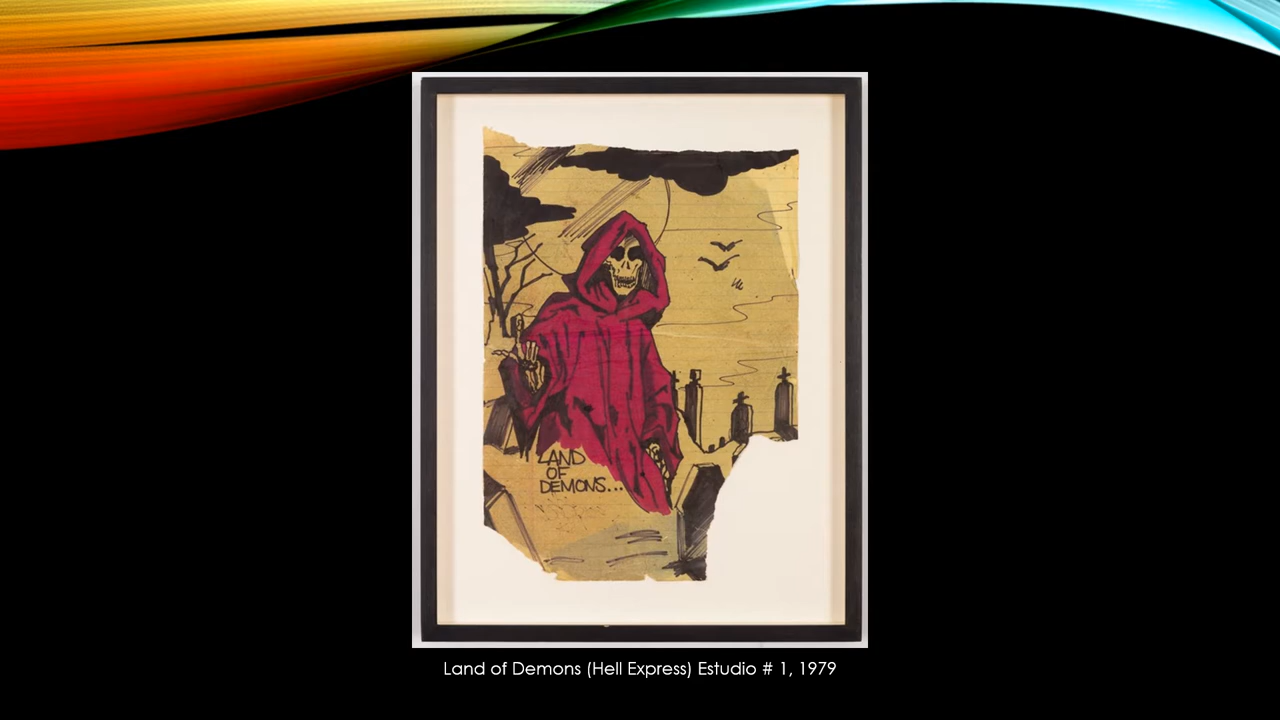 LAND
OF
DEMONS...
Land of Demons (Hell Express) Estudio # 1, 1979